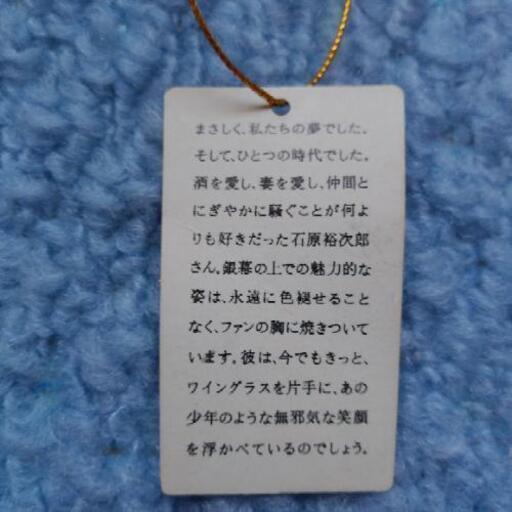 まさしく、私たちの夢でした。
そして、ひとつの時代でした。
酒を愛し、妻を愛し、仲間と
にぎやかに騒ぐことが何よ
りも好きだった石原裕次郎
さん。銀幕の上での魅力的な
姿は、永遠に色褪せること
なく、ファンの胸に焼きついて
います。彼は、今でもきっと、
ワイングラスを片手に、あの
少年のような無邪気な笑顔
を浮かべているのでしょう。